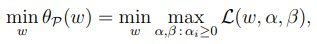 min_w θ_𝒫(w) = min_w max_{α,β : α_i≥0} ℒ(w, α, β),